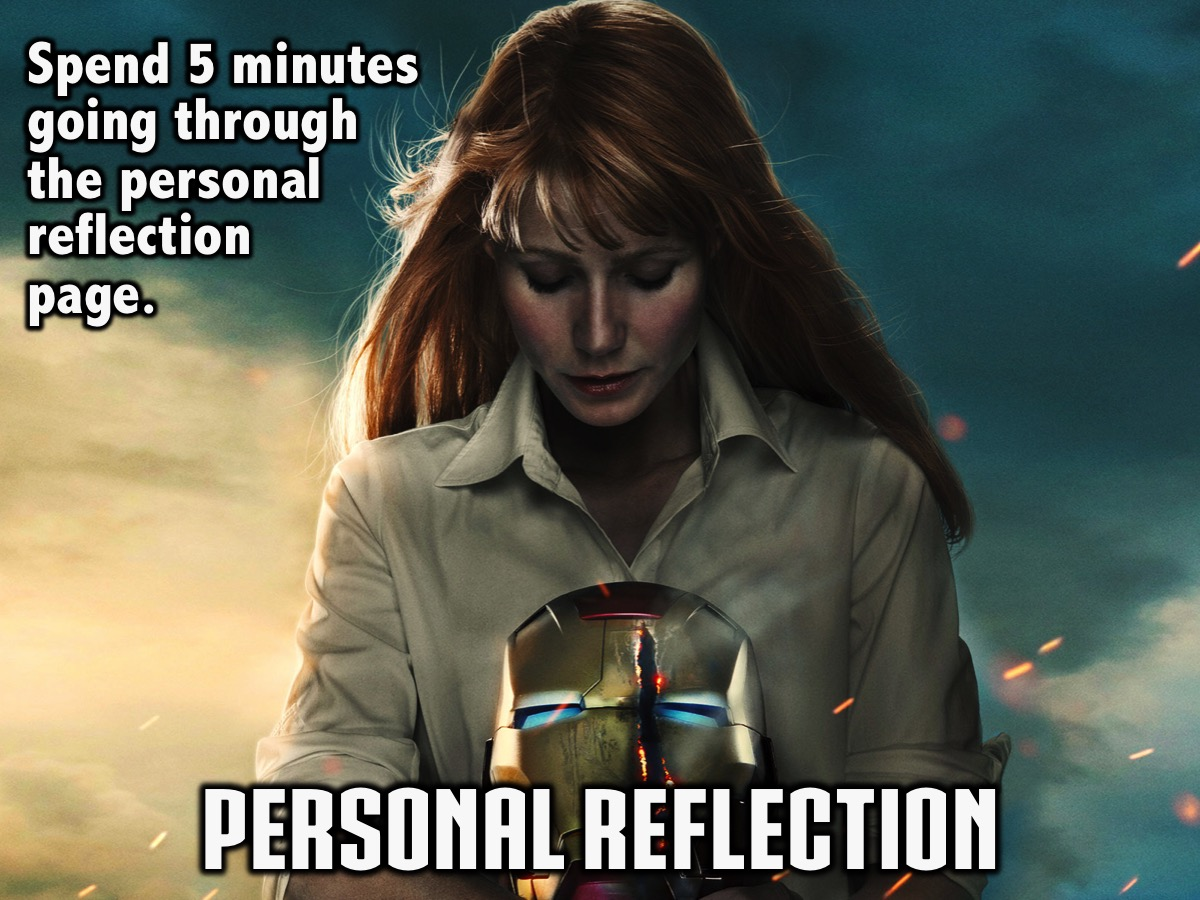 Spend 5 minutes
going through
the personal
reflection
page.
PERSONAL REFLECTION